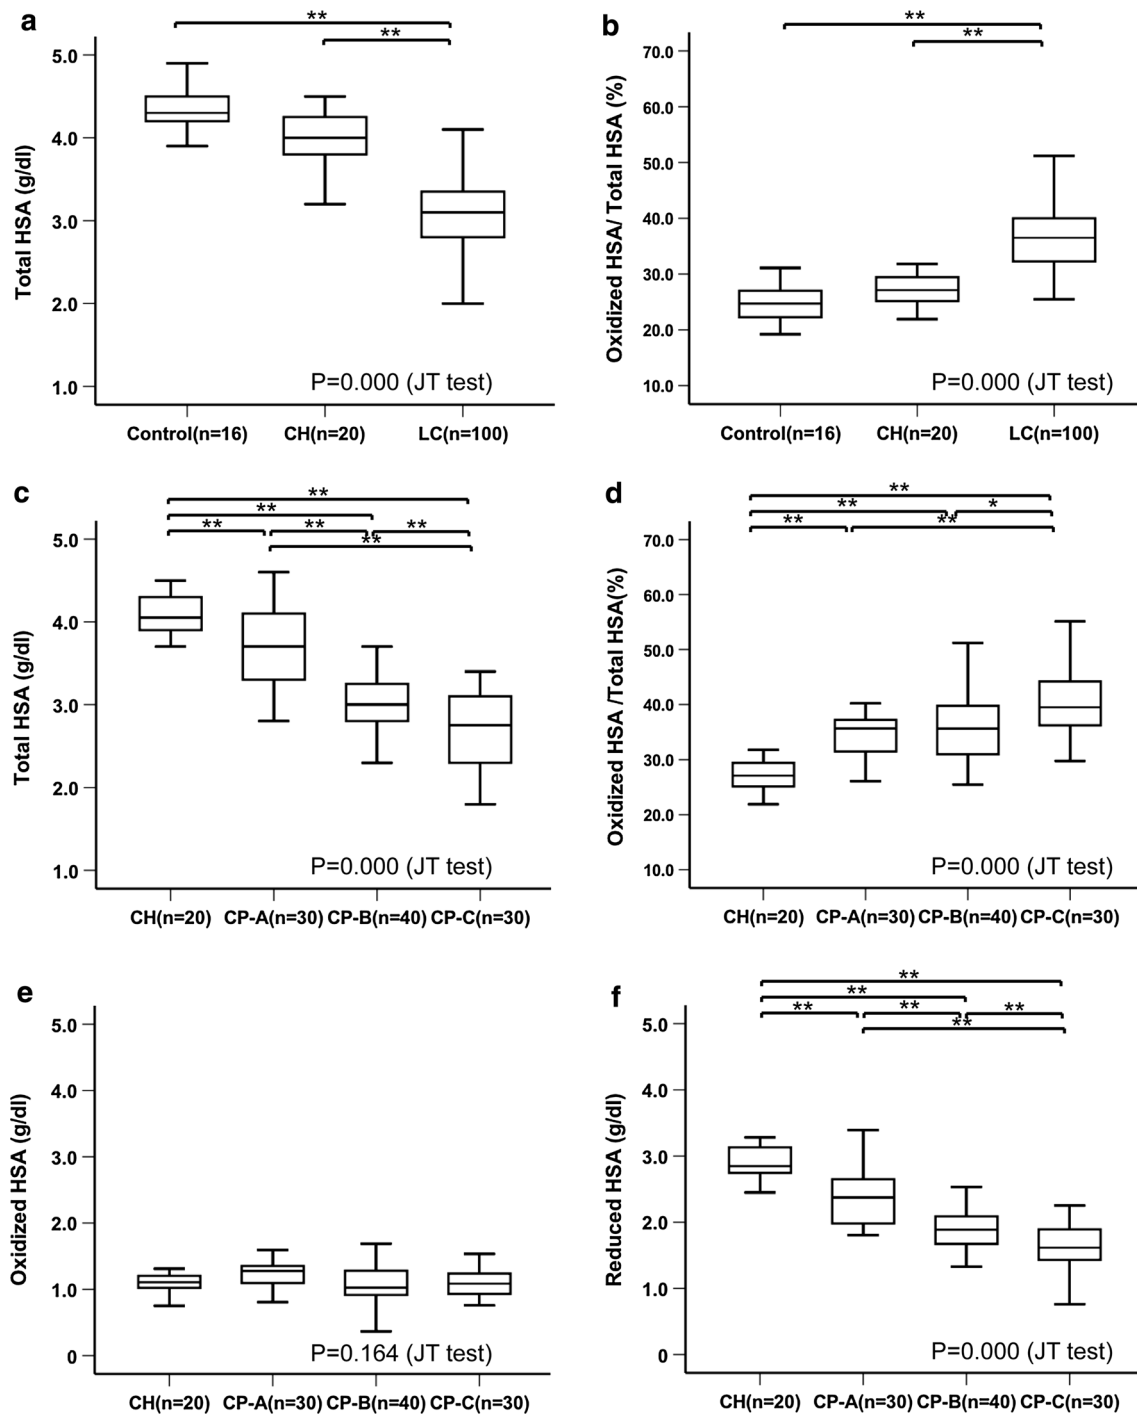 a
**
**
Total HSA (g/dl)
5.0
4.0
3.0
2.0
1.0
P=0.000 (JT test)
Control(n=16) CH(n=20) LC(n=100)
b
**
**
Oxidized HSA/ Total HSA (%)
70.0
60.0
50.0
40.0
30.0
20.0
10.0
P=0.000 (JT test)
Control(n=16) CH(n=20) LC(n=100)
c
**
**
** ** **
**
Total HSA (g/dl)
5.0
4.0
3.0
2.0
1.0
P=0.000 (JT test)
CH(n=20) CP-A(n=30) CP-B(n=40) CP-C(n=30)
d
**
** *
** **
Oxidized HSA /Total HSA(%)
70.0
60.0
50.0
40.0
30.0
20.0
10.0
P=0.000 (JT test)
CH(n=20) CP-A(n=30) CP-B(n=40) CP-C(n=30)
e
Oxidized HSA (g/dl)
5.0
4.0
3.0
2.0
1.0
0
P=0.164 (JT test)
CH(n=20) CP-A(n=30) CP-B(n=40) CP-C(n=30)
f
**
**
** ** **
**
Reduced HSA (g/dl)
5.0
4.0
3.0
2.0
1.0
0
P=0.000 (JT test)
CH(n=20) CP-A(n=30) CP-B(n=40) CP-C(n=30)